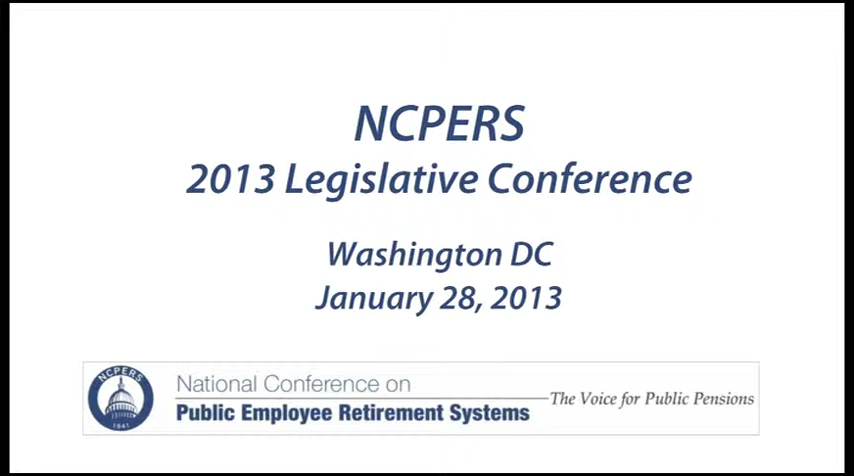 NCPERS
2013 Legislative Conference
Washington DC
January 28, 2013
NCPERS
1941
National Conference on
Public Employee Retirement Systems
The Voice for Public Pensions